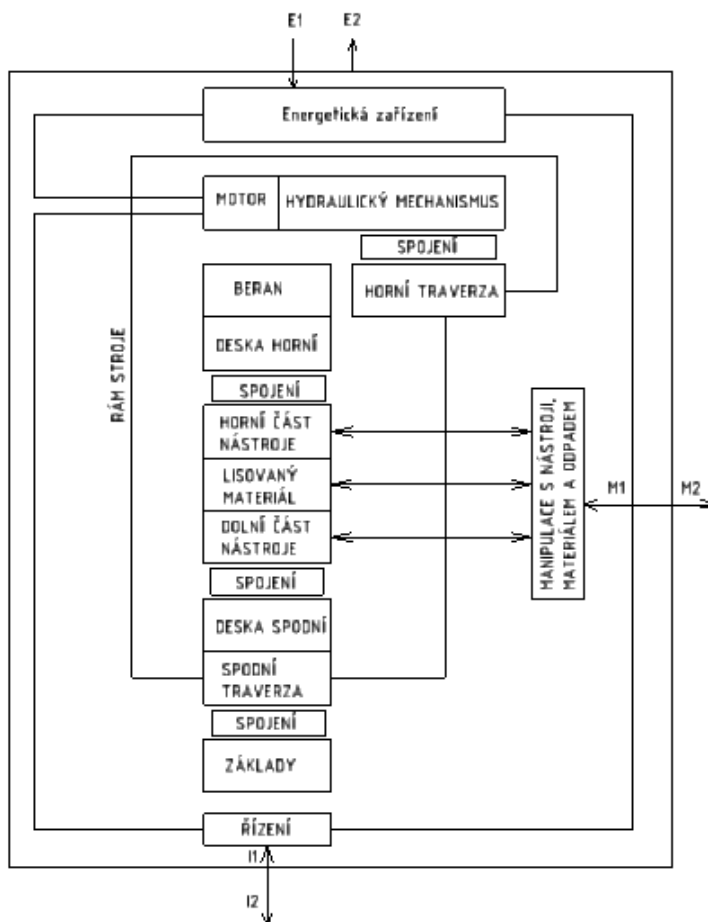 E1
E2
Energetická zařízení
MOTOR
HYDRAULICKÝ MECHANISMUS
SPOJENÍ
BERAN
HORNÍ TRAVERZA
DESKA HORNÍ
RÁM STROJE
SPOJENÍ
HORNÍ ČÁST
NÁSTROJE
LISOVANÝ
MATERIÁL
DOLNÍ ČÁST
NÁSTROJE
MANIPULACE S NÁSTROJI,
MATERIÁLEM A ODPADEM
M1
M2
SPOJENÍ
DESKA SPODNÍ
SPODNÍ
TRAVERZA
SPOJENÍ
ZÁKLADY
ŘÍZENÍ
I1
I2